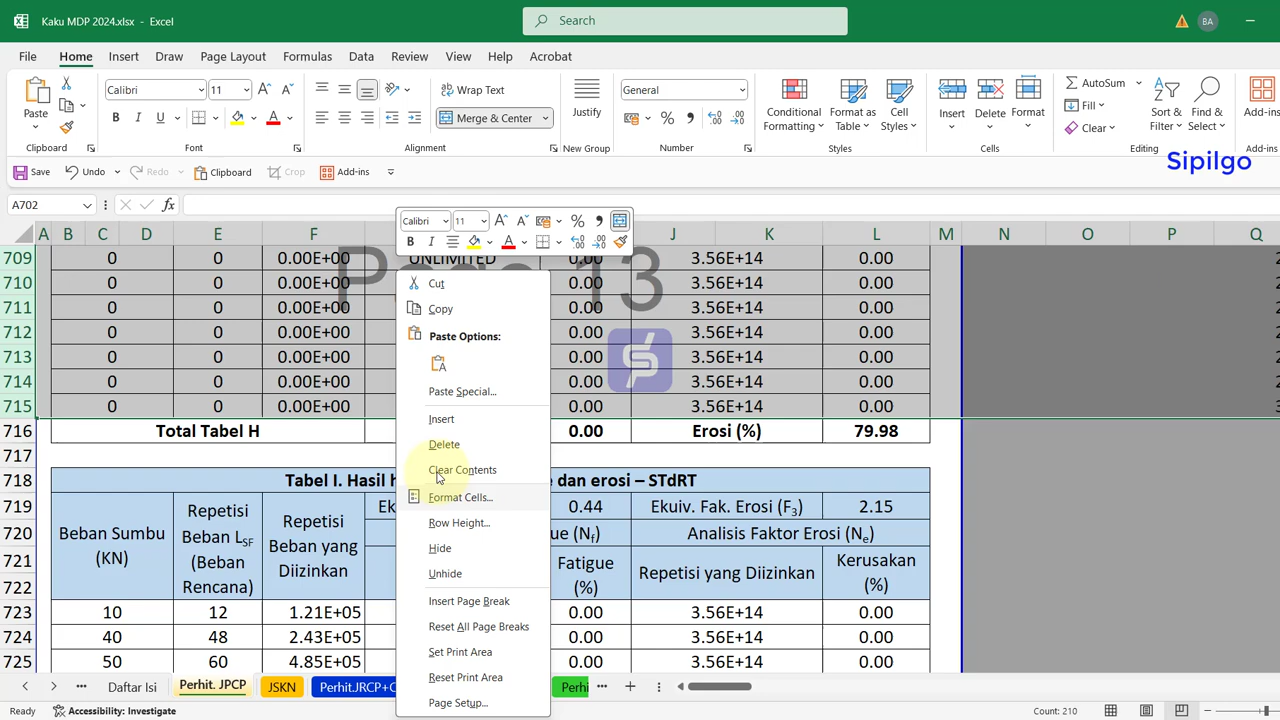 Kaku MDP 2024.xlsx - Excel
Search
BA
File Home Insert Draw Page Layout Formulas Data Review View Help Acrobat
Paste
Calibri 11
B I U A
Wrap Text
Merge & Center
Justify
General
Conditional Formatting
Format as Table
Cell Styles
Insert
Delete
Format
AutoSum
Fill
Clear
Sort & Filter
Find & Select
Add-ins
Clipboard Font Alignment New Group Number Styles Cells Editing Add-ins
Sipilgo
Save Undo Redo Clipboard Crop Add-ins
A702 fx
Calibri 11
B I A
A B C D E F J K L M N O P Q
709 0 0 0.00E+00 UNLIMITED 0.00 3.56E+14 0.00
710 0 0 0.00E+00 0.00 3.56E+14 0.00
711 0 0 0.00E+00 0.00 3.56E+14 0.00
712 0 0 0.00E+00 0.00 3.56E+14 0.00
713 0 0 0.00E+00 0.00 3.56E+14 0.00
714 0 0 0.00E+00 0.00 3.56E+14 0.00
715 0 0 0.00E+00 0.00 3.56E+14 0.00
716 Total Tabel H 0.00 Erosi (%) 79.98
717
718 Tabel I. Hasil e dan erosi – STdRT
719 0.44 Ekuiv. Fak. Erosi (F3) 2.15
720 ue (Nf) Analisis Faktor Erosi (Ne)
721
722
Beban Sumbu (KN)
Repetisi Beban LSF (Beban Rencana)
Repetisi Beban yang Diizinkan
Fatigue (%)
Repetisi yang Diizinkan
Kerusakan (%)
723 10 12 1.21E+05 0.00 3.56E+14 0.00
724 40 48 2.43E+05 0.00 3.56E+14 0.00
725 50 60 4.85E+05 0.00 3.56E+14 0.00
Cut
Copy
Paste Options:
Paste Special...
Insert
Delete
Clear Contents
Format Cells...
Row Height...
Hide
Unhide
Insert Page Break
Reset All Page Breaks
Set Print Area
Reset Print Area
Page Setup...
Daftar Isi Perhit. JPCP JSKN Perhit.JRCP+C Perhi
Ready Accessibility: Investigate Count: 210